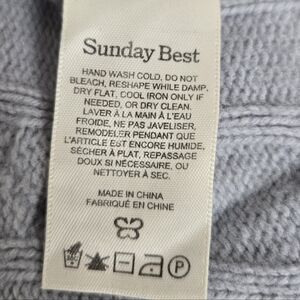 Sunday Best
HAND WASH COLD, DO NOT
BLEACH, RESHAPE WHILE DAMP.
DRY FLAT, COOL IRON ONLY IF
NEEDED, OR DRY CLEAN.
LAVER À LA MAIN À L'EAU
FROIDE, NE PAS JAVELISER,
REMODELER PENDANT QUE
L'ARTICLE EST ENCORE HUMIDE,
SÉCHER À PLAT, REPASSAGE
DOUX SI NÉCESSAIRE, OU
NETTOYER À SEC.
MADE IN CHINA
FABRIQUÉ EN CHINE
P